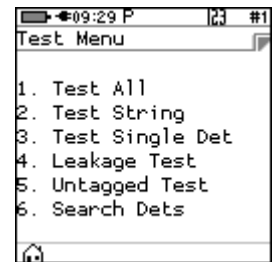 09:29 P 123 #1
Test Menu
1. Test All
2. Test String
3. Test Single Det
4. Leakage Test
5. Untagged Test
6. Search Dets